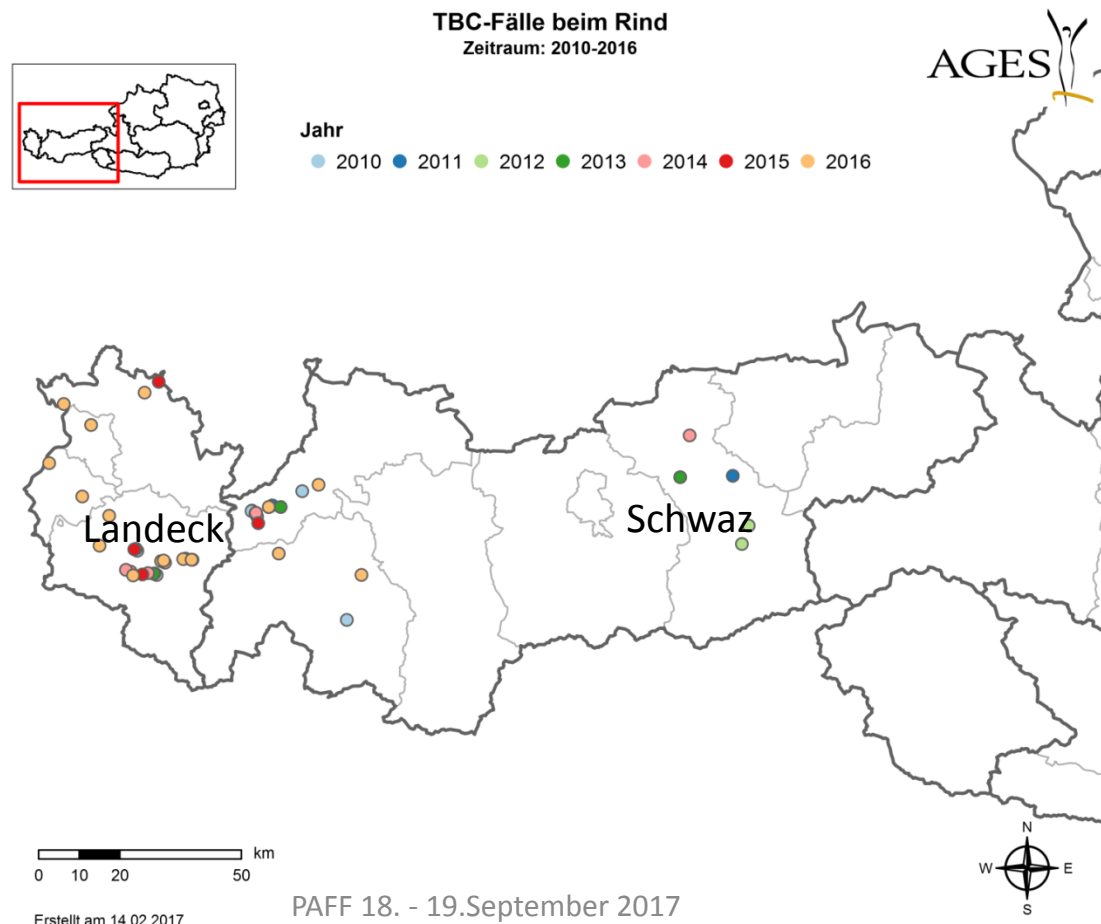 TBC-Fälle beim Rind
Zeitraum: 2010-2016
AGES
Jahr
2010 2011 2012 2013 2014 2015 2016
Landeck
Schwaz
km
0 10 20 50
N
W E
S
Erstellt am 14.02.2017
PAFF 18. - 19.September 2017